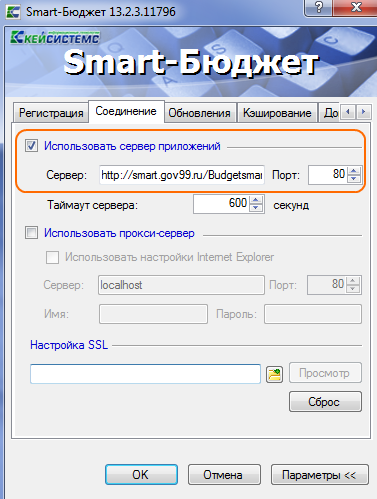 Smart-Бюджет 13.2.3.11796
КЕЙСИСТЕМС
Smart-Бюджет
Регистрация Соединение Обновления Кэширование До
Использовать сервер приложений
Сервер: http://smart.gov99.ru/Budgetsmar Порт: 80
Таймаут сервера: 600 секунд
Использовать прокси-сервер
Использовать настройки Internet Explorer
Сервер: localhost Порт: 80
Имя: Пароль:
Настройка SSL
Просмотр
Сброс
OK Отмена Параметры <<